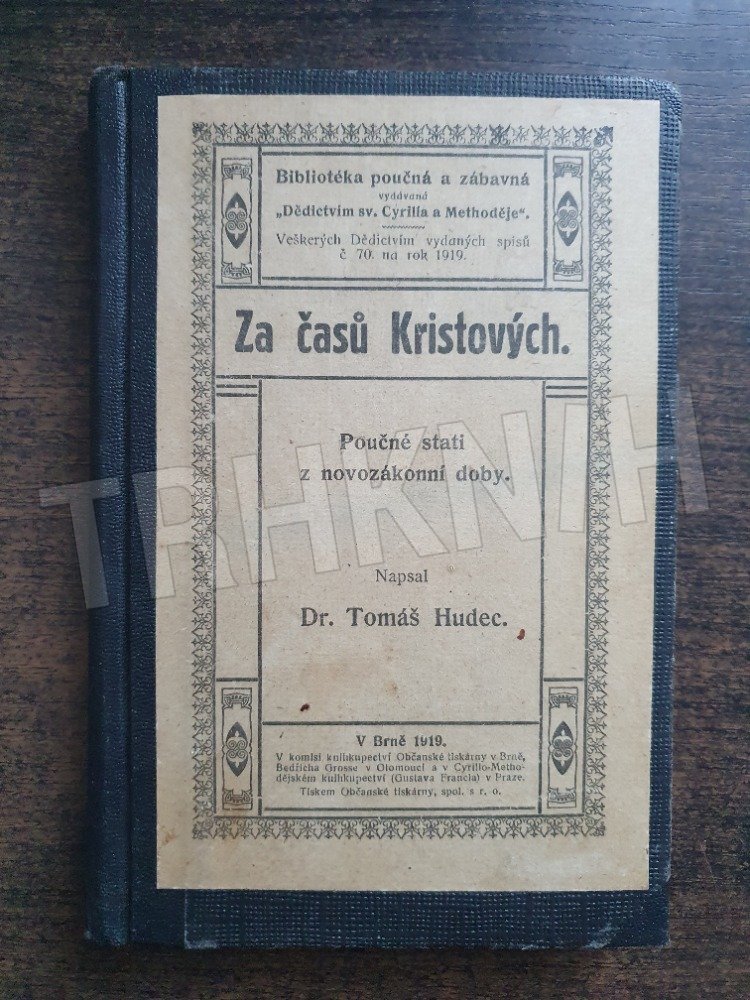 Bibliotéka poučná a zábavná
vydávaná
„Dědictvím sv. Cyrilla a Methoděje“.
Veškerých Dědictvím vydaných spisů
č 70. na rok 1919.
Za časů Kristových.
Poučné stati
z novozákonní doby.
Napsal
Dr. Tomáš Hudec.
V Brně 1919.
V komisi knihkupectví Občanské tiskárny v Brně,
Bedřicha Grosse v Olomouci a v Cyrillo-Metho-
dějském knihkupectví (Gustava Francla) v Praze.
Tiskem Občanské tiskárny, spol. s r. o.
TRHKNIH